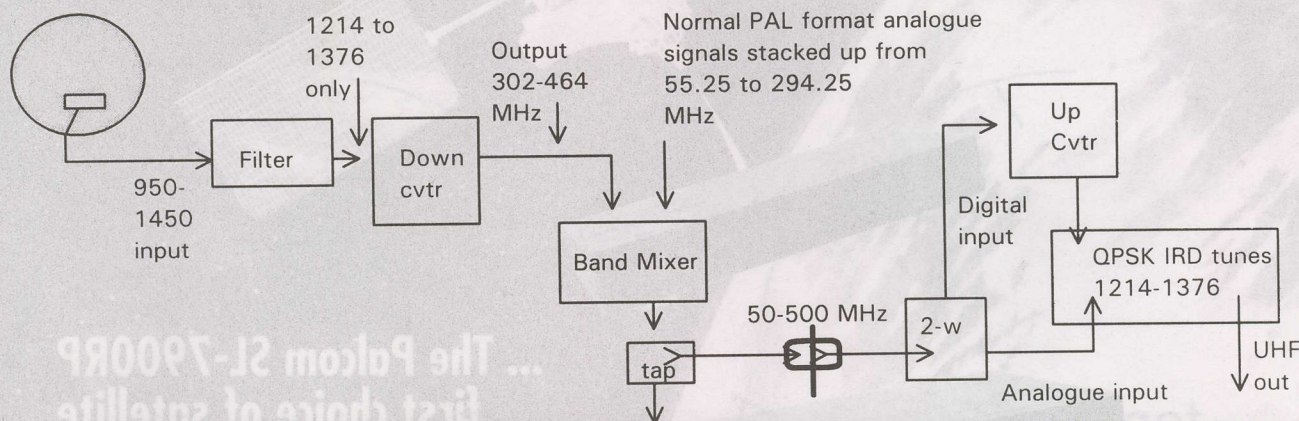 1214 to
1376
only
Output
302-464
MHz
Normal PAL format analogue
signals stacked up from
55.25 to 294.25
MHz
Filter
Down
cvtr
950-
1450
input
Band Mixer
tap
50-500 MHz
2-w
Digital
input
Up
Cvtr
QPSK IRD tunes
1214-1376
Analogue input
UHF
out
... The Palcom SL-7900RP
first choice of satellite